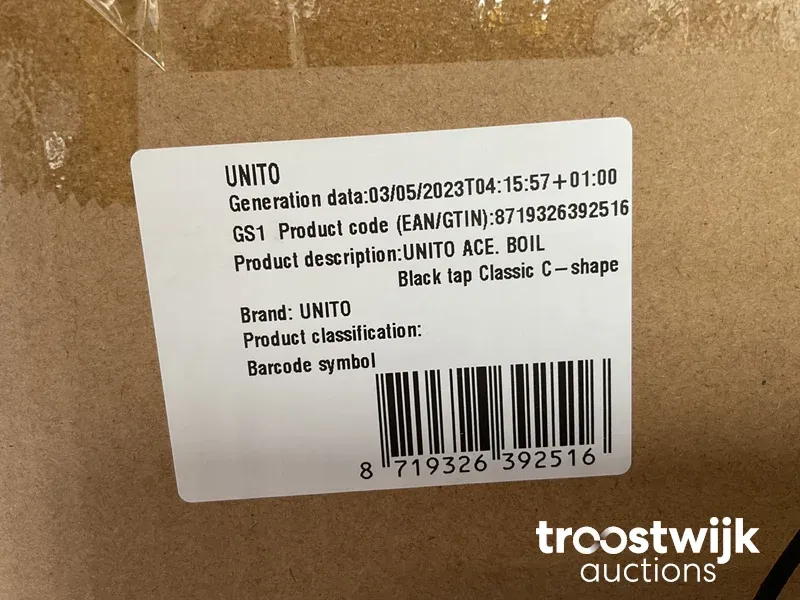 UNITO
Generation data:03/05/2023T04:15:57+01:00
GS1 Product code (EAN/GTIN):8719326392516
Product description:UNITO ACE. BOIL
Black tap Classic C-shape
Brand: UNITO
Product classification:
Barcode symbol
8 719326 392516
troostwijk
auctions